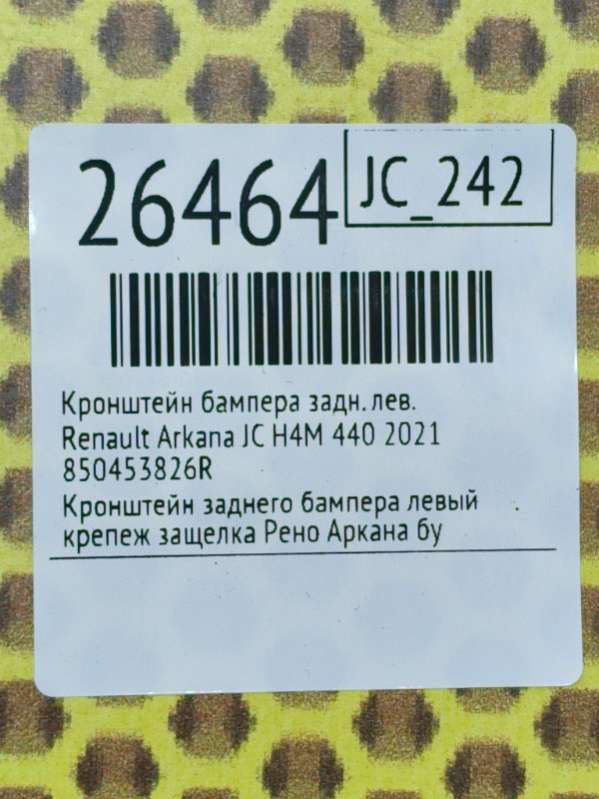 26464
JC_242
Кронштейн бампера задн. лев.
Renault Arkana JC H4M 440 2021
850453826R
Кронштейн заднего бампера левый
крепеж защелка Рено Аркана бу